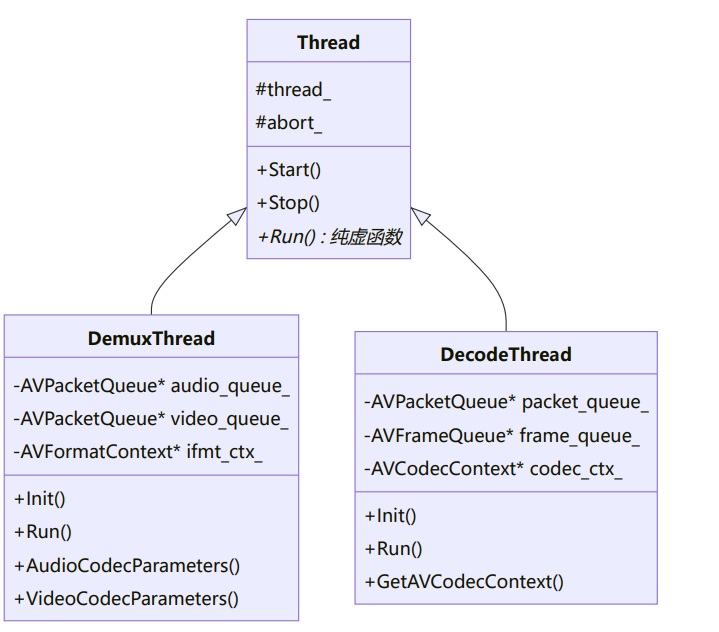 Thread
#thread_
#abort_
+Start()
+Stop()
+Run() : 纯虚函数
DemuxThread
-AVPacketQueue* audio_queue_
-AVPacketQueue* video_queue_
-AVFormatContext* ifmt_ctx_
+Init()
+Run()
+AudioCodecParameters()
+VideoCodecParameters()
DecodeThread
-AVPacketQueue* packet_queue_
-AVFrameQueue* frame_queue_
-AVCodecContext* codec_ctx_
+Init()
+Run()
+GetAVCodecContext()